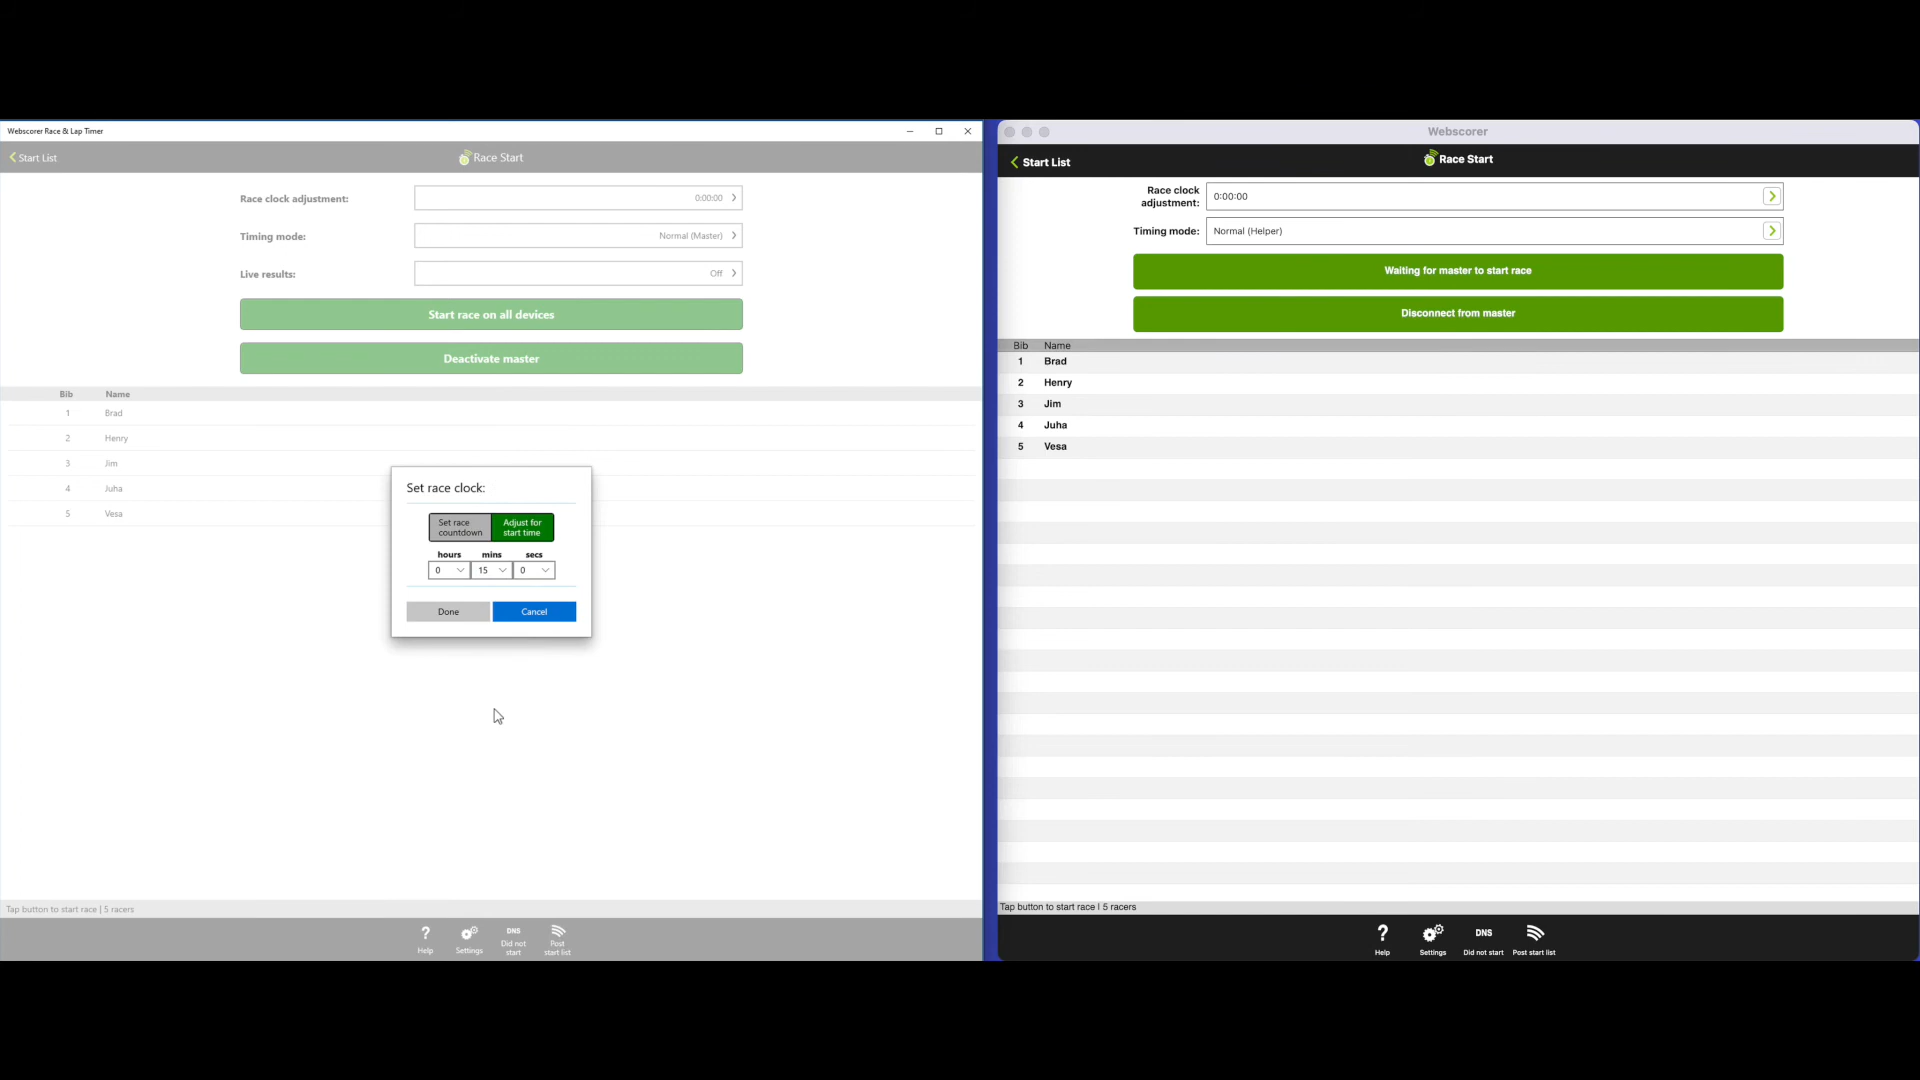 Webscorer Race & Lap Timer
Start List
Race Start
Race clock adjustment:
0:00:00
Timing mode:
Normal (Master)
Live results:
Off
Start race on all devices
Deactivate master
Bib Name
1 Brad
2 Henry
3 Jim
4 Juha
5 Vesa
Set race clock:
Set race
countdown
Adjust for
start time
hours mins secs
0 15 0
Done Cancel
Tap button to start race | 5 racers
Help
Settings
DNS
Did not
start
Post
start list
Webscorer
Start List
Race Start
Race clock
adjustment:
0:00:00
Timing mode:
Normal (Helper)
Waiting for master to start race
Disconnect from master
Bib Name
1 Brad
2 Henry
3 Jim
4 Juha
5 Vesa
Tap button to start race | 5 racers
Help
Settings
DNS
Did not start
Post start list